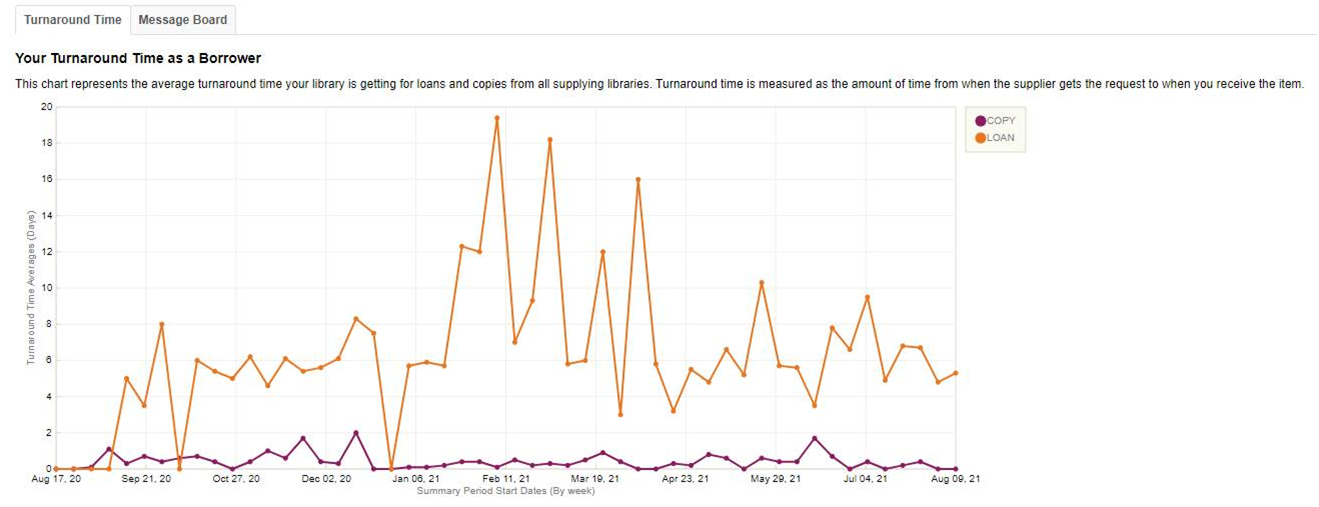 Turnaround Time Message Board
Your Turnaround Time as a Borrower
This chart represents the average turnaround time your library is getting for loans and copies from all supplying libraries. Turnaround time is measured as the amount of time from when the supplier gets the request to when you receive the item.
20
18
16
14
12
10
8
6
4
2
0
Turnaround Time Averages (Days)
COPY
LOAN
Aug 17, 20 Sep 21, 20 Oct 27, 20 Dec 02, 20 Jan 06, 21 Feb 11, 21 Mar 19, 21 Apr 23, 21 May 29, 21 Jul 04, 21 Aug 09, 21
Summary Period Start Dates (By week)